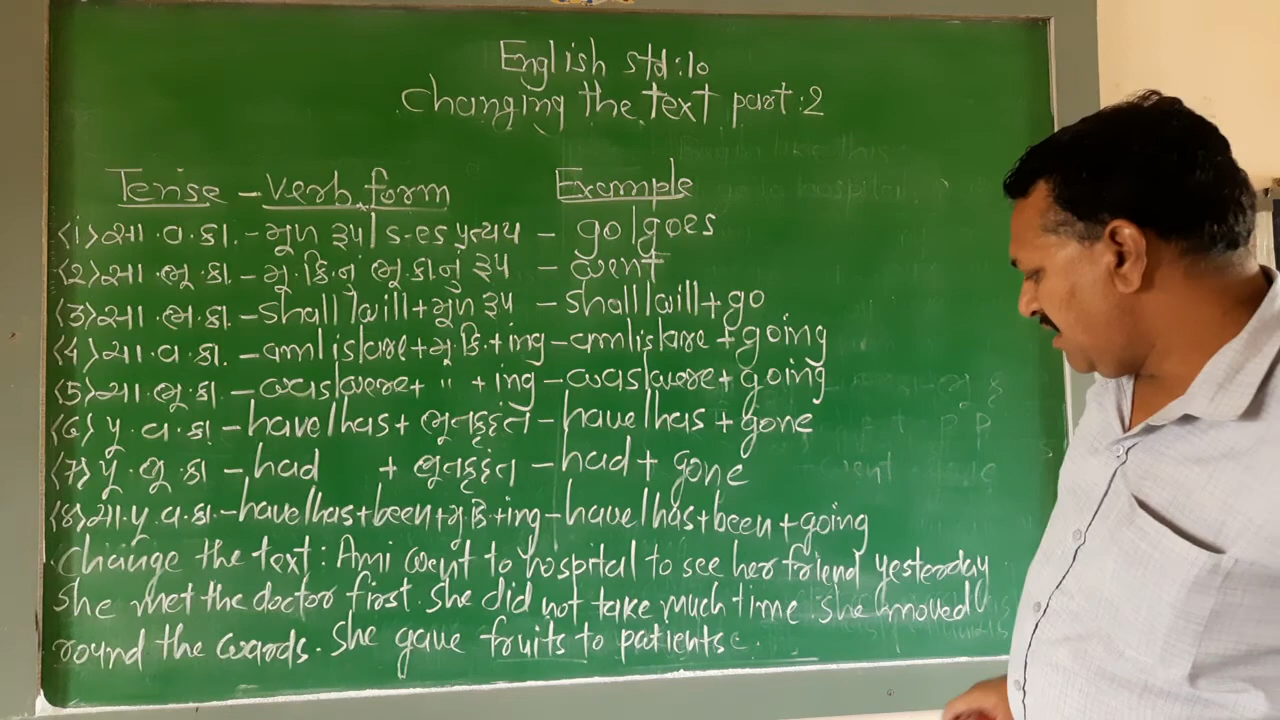 English std:10
Changing the text part:2
Tense - verb form Example
<1> સા.વ.કા. - મૂળ રૂપ/s-es પ્રત્યય - go/goes
<2> સા.ભૂ.કા - મૂ.ક્રિ.નું ભૂ.કાનું રૂપ - went
<3> સા.ભ.કા. - shall/will+મૂળ રૂપ - shall/will+go
<4> ચા.વ.કા. - am/is/are+મૂ.ક્રિ.+ing - am/is/are+going
<5> ચા.ભૂ.કા - was/were+ " +ing - was/were+going
<6> પૂ.વ.કા - have/has+ ભૂતકૃદંત - have/has+gone
<7> પૂ.ભૂ.કા - had + ભૂતકૃદંત - had+gone
<8> ચા.પૂ.વ.કા. - have/has+been+મૂ.ક્રિ+ing - have/has+been+going
Change the text: Ami went to hospital to see her friend yesterday
She met the doctor first. She did not take much time. She moved
round the wards. She gave fruits to patients